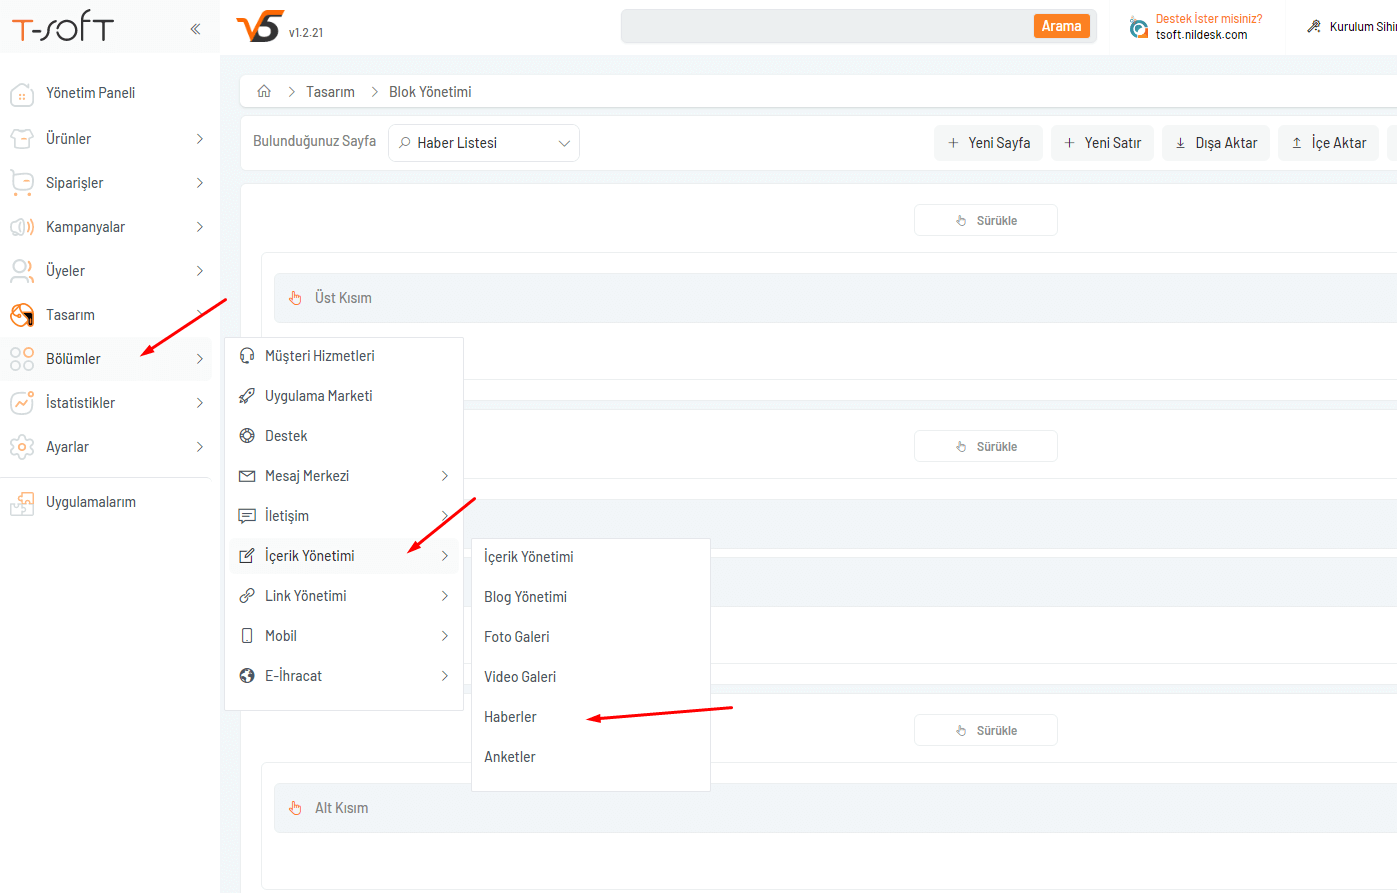 T-SOFT
V5 v1.2.21
Arama
Destek İster misiniz?
tsoft.nildesk.com
Kurulum Sihir
Yönetim Paneli
Ürünler
Siparişler
Kampanyalar
Üyeler
Tasarım
Bölümler
İstatistikler
Ayarlar
Uygulamalarım
Tasarım
Blok Yönetimi
Bulunduğunuz Sayfa
Haber Listesi
Yeni Sayfa
Yeni Satır
Dışa Aktar
İçe Aktar
Sürükle
Üst Kısım
Müşteri Hizmetleri
Uygulama Marketi
Destek
Mesaj Merkezi
İletişim
İçerik Yönetimi
Link Yönetimi
Mobil
E-İhracat
Sürükle
İçerik Yönetimi
Blog Yönetimi
Foto Galeri
Video Galeri
Haberler
Anketler
Sürükle
Alt Kısım